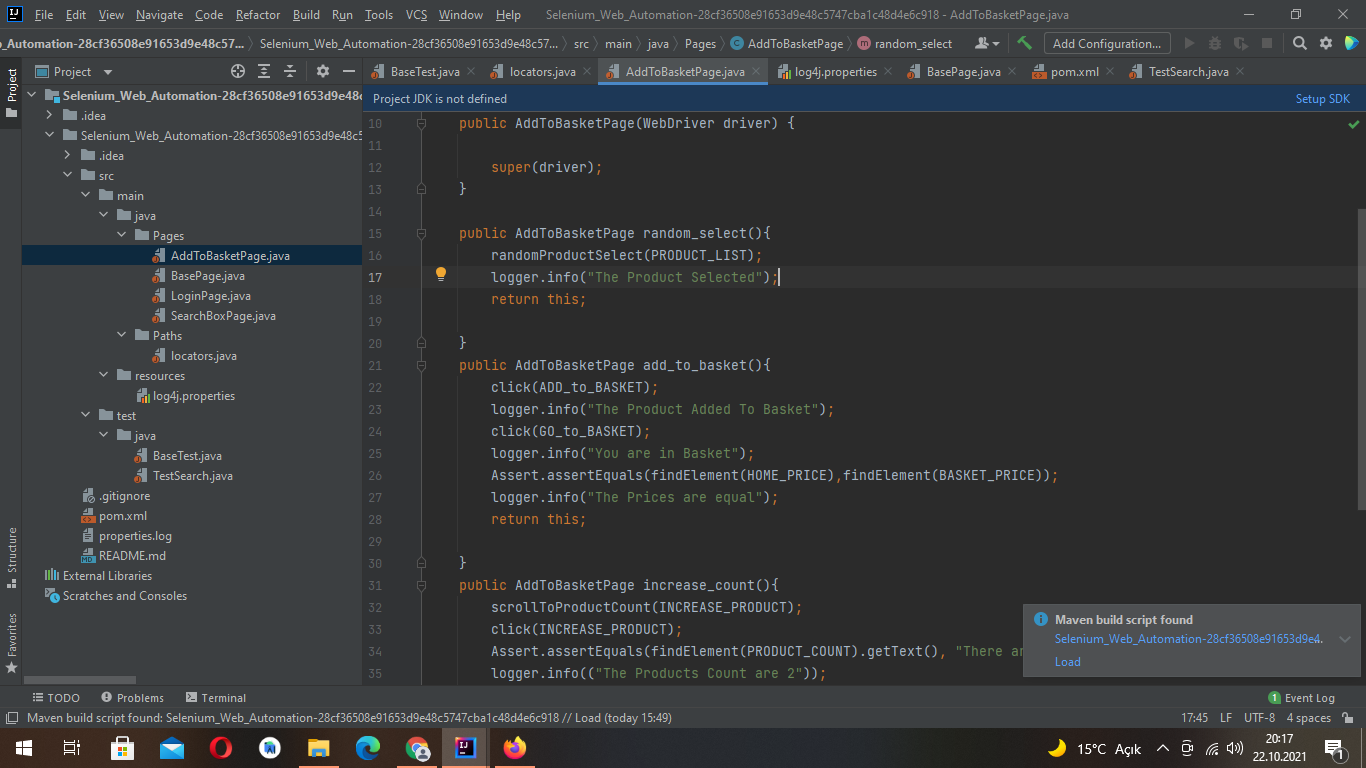 File Edit View Navigate Code Refactor Build Run Tools VCS Window Help Selenium_Web_Automation-28cf36508e91653d9e48c5747cba1c48d4e6c918 - AddToBasketPage.java
b_Automation-28cf36508e91653d9e48c57... Selenium_Web_Automation-28cf36508e91653d9e48c57... src main java Pages AddToBasketPage random_select Add Configuration...
Project BaseTest.java locators.java AddToBasketPage.java log4j.properties BasePage.java pom.xml TestSearch.java
Project JDK is not defined Setup SDK
Project
Structure
Favorites
Selenium_Web_Automation-28cf36508e91653d9e48c
.idea
Selenium_Web_Automation-28cf36508e91653d9e48c5
.idea
src
main
java
Pages
AddToBasketPage.java
BasePage.java
LoginPage.java
SearchBoxPage.java
Paths
locators.java
resources
log4j.properties
test
java
BaseTest.java
TestSearch.java
.gitignore
pom.xml
properties.log
README.md
External Libraries
Scratches and Consoles
10 public AddToBasketPage(WebDriver driver) {
11
12 super(driver);
13 }
14
15 public AddToBasketPage random_select(){
16 randomProductSelect(PRODUCT_LIST);
17 logger.info("The Product Selected");
18 return this;
19
20 }
21 public AddToBasketPage add_to_basket(){
22 click(ADD_to_BASKET);
23 logger.info("The Product Added To Basket");
24 click(GO_to_BASKET);
25 logger.info("You are in Basket");
26 Assert.assertEquals(findElement(HOME_PRICE),findElement(BASKET_PRICE));
27 logger.info("The Prices are equal");
28 return this;
29
30 }
31 public AddToBasketPage increase_count(){
32 scrollToProductCount(INCREASE_PRODUCT);
33 click(INCREASE_PRODUCT);
34 Assert.assertEquals(findElement(PRODUCT_COUNT).getText(), "There ar
35 logger.info(("The Products Count are 2"));
Maven build script found
Selenium_Web_Automation-28cf36508e91653d9e4...
Load
TODO Problems Terminal 1 Event Log
Maven build script found: Selenium_Web_Automation-28cf36508e91653d9e48c5747cba1c48d4e6c918 // Load (today 15:49) 17:45 LF UTF-8 4 spaces
15°C Açık 20:17
22.10.2021 1